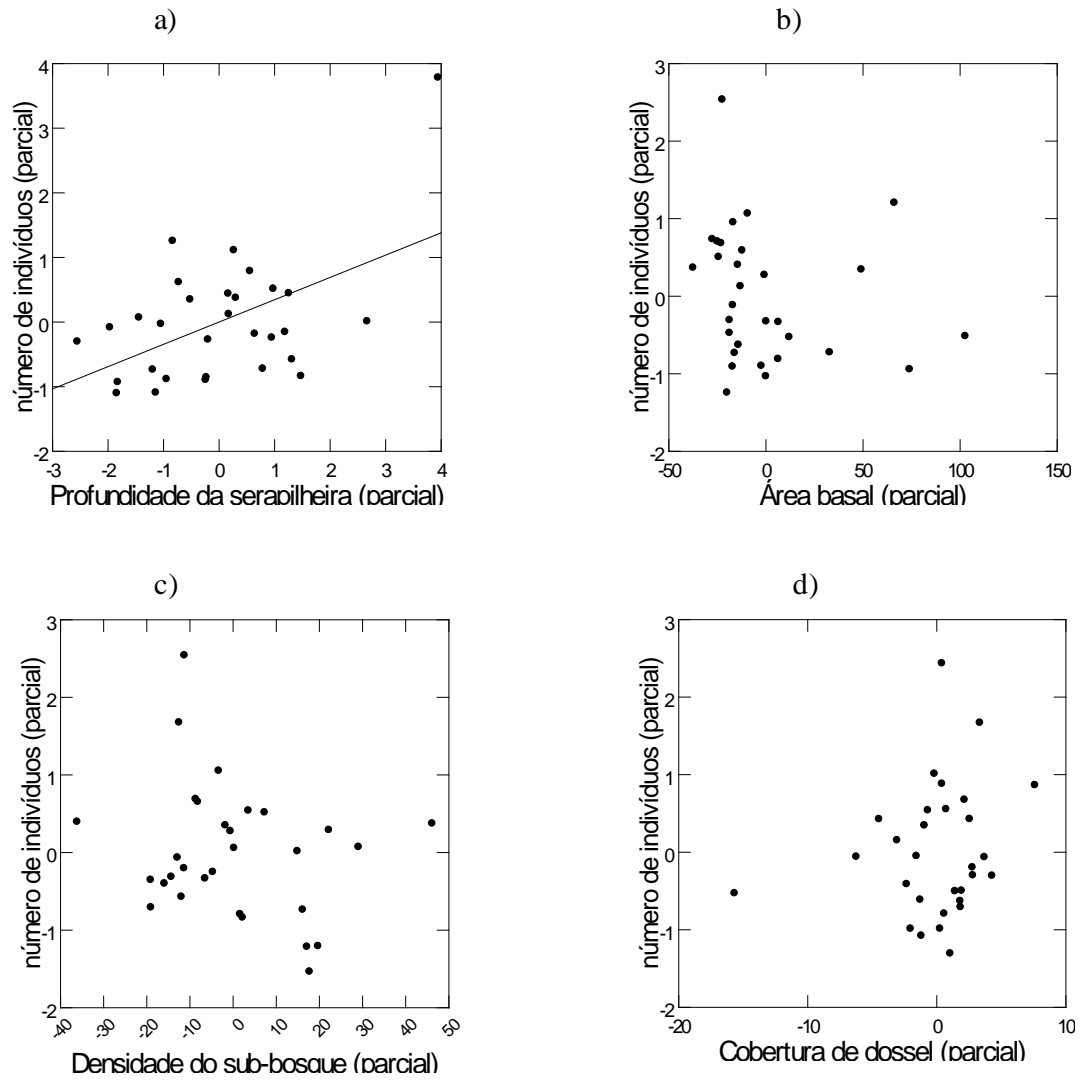 a)
4
3
2
1
0
-1
-2
número de indivíduos (parcial)
-3 -2 -1 0 1 2 3 4
Profundidade da serapilheira (parcial)
b)
3
2
1
0
-1
-2
número de indivíduos (parcial)
-50 0 50 100 150
Área basal (parcial)
c)
3
2
1
0
-1
-2
número de indivíduos (parcial)
-40 -30 -20 -10 0 10 20 30 40 50
Densidade do sub-bosque (parcial)
d)
3
2
1
0
-1
-2
número de indivíduos (parcial)
-20 -10 0 10
Cobertura de dossel (parcial)